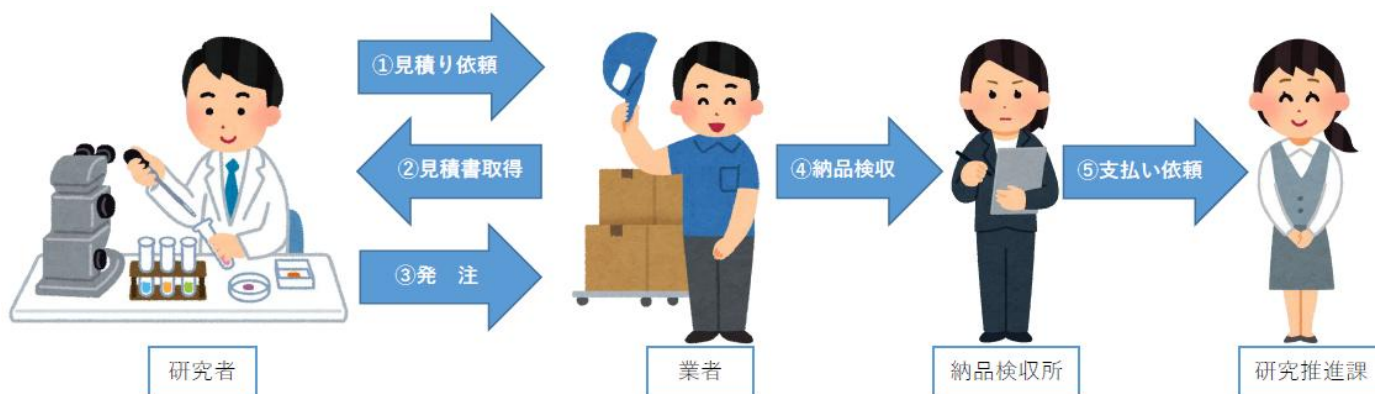 ①見積り依頼
②見積書取得
③発　注
④納品検収
⑤支払い依頼
研究者
業者
納品検収所
研究推進課